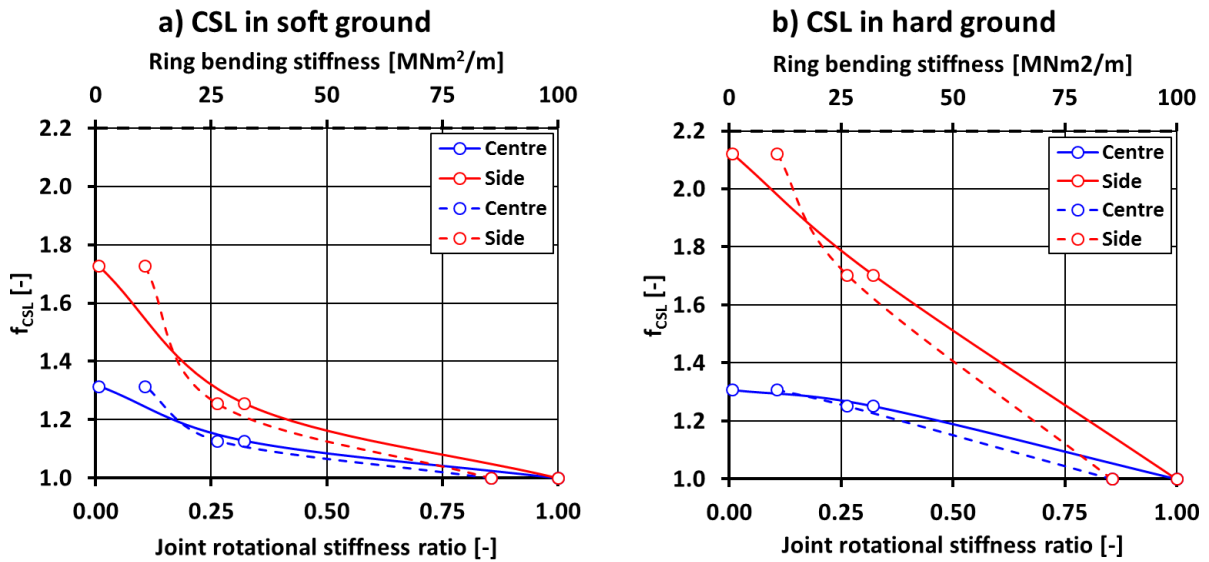 a) CSL in soft ground
Ring bending stiffness [MNm²/m]
0 25 50 75 100
2.2
2.0
1.8
1.6
1.4
1.2
1.0
f_CSL [-]
Centre
Side
Centre
Side
0.00 0.25 0.50 0.75 1.00
Joint rotational stiffness ratio [-]
b) CSL in hard ground
Ring bending stiffness [MNm2/m]
0 25 50 75 100
2.2
2.0
1.8
1.6
1.4
1.2
1.0
f_CSL [-]
Centre
Side
Centre
Side
0.00 0.25 0.50 0.75 1.00
Joint rotational stiffness ratio [-]